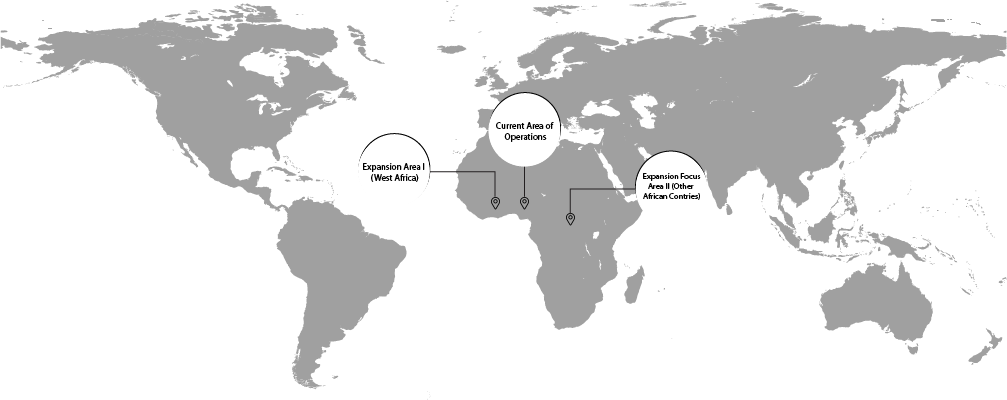 Current Area of
Operations
Expansion Area I
(West Africa)
Expansion Focus
Area II (Other
African Contries)